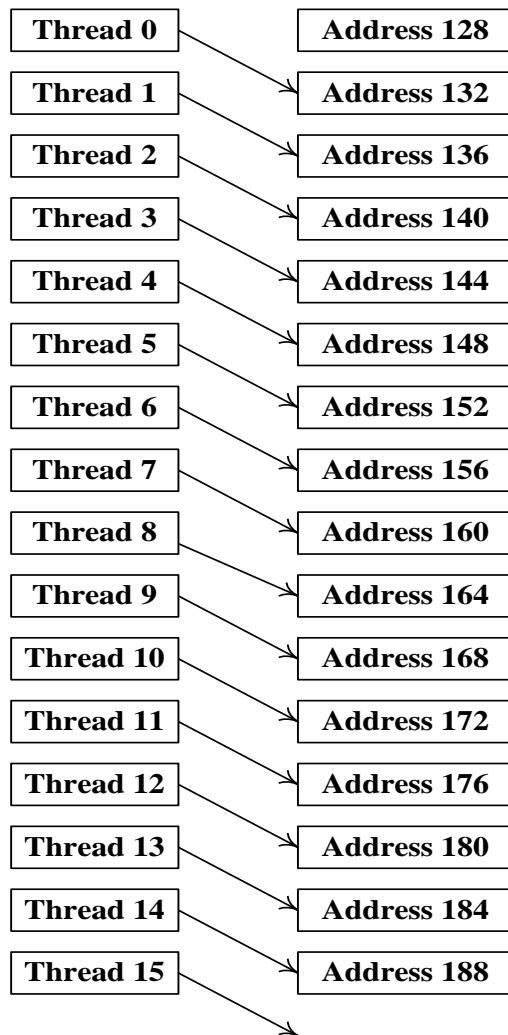 Thread 0 Address 128
Thread 1 Address 132
Thread 2 Address 136
Thread 3 Address 140
Thread 4 Address 144
Thread 5 Address 148
Thread 6 Address 152
Thread 7 Address 156
Thread 8 Address 160
Thread 9 Address 164
Thread 10 Address 168
Thread 11 Address 172
Thread 12 Address 176
Thread 13 Address 180
Thread 14 Address 184
Thread 15 Address 188